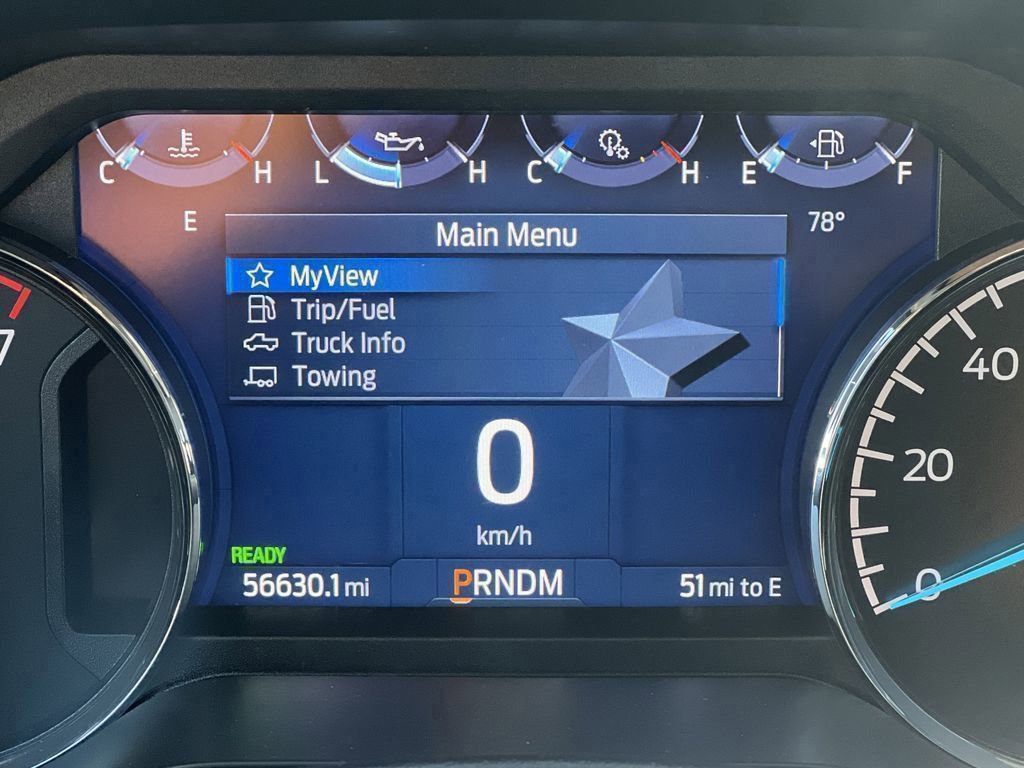 C H L H C H E F
E 78°
Main Menu
MyView
Trip/Fuel
Truck Info
Towing
0
km/h
READY
56630.1 mi PRNDM 51 mi to E
7
40
20
0